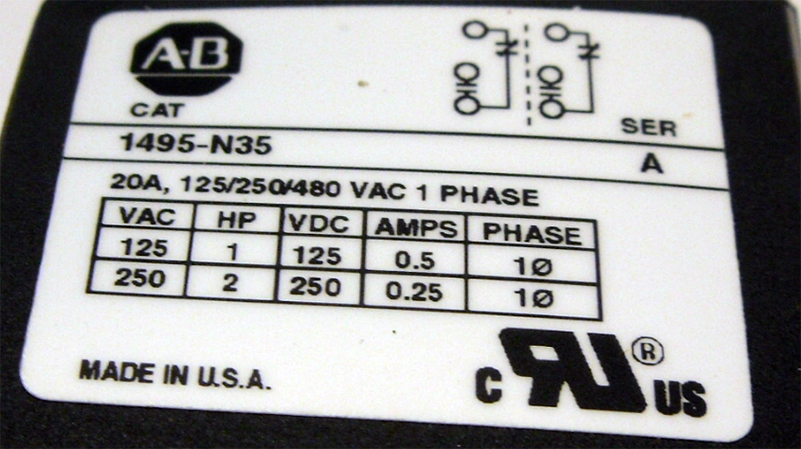 A-B
CAT
SER
1495-N35
A
20A, 125/250/480 VAC 1 PHASE
VAC HP VDC AMPS PHASE
125 1 125 0.5 1Ø
250 2 250 0.25 1Ø
MADE IN U.S.A.
C RU® US